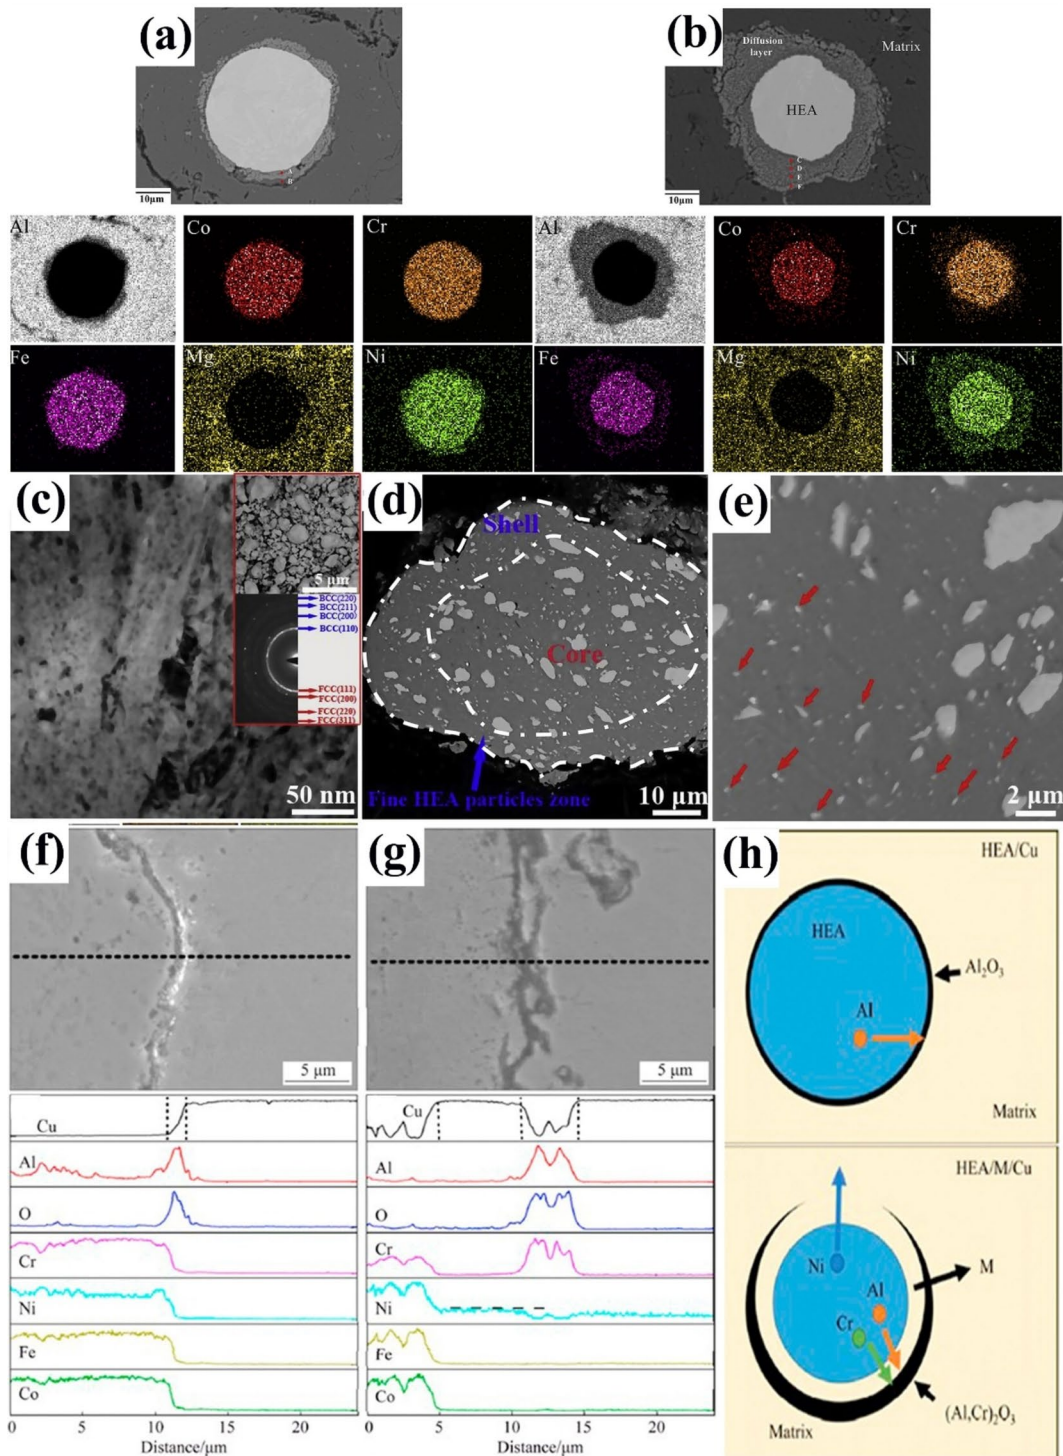 (a)
10μm
A
B
(b)
Diffusion
layer
Matrix
HEA
C
D
E
F
10μm
Al
Co
Cr
Al
Co
Cr
Fe
Mg
Ni
Fe
Mg
Ni
(c)
5 μm
BCC(220)
BCC(211)
BCC(200)
BCC(110)
FCC(111)
FCC(200)
FCC(220)
FCC(311)
50 nm
(d)
Shell
Core
Fine HEA particles zone
10 μm
(e)
2 μm
(f)
5 μm
Cu
Al
O
Cr
Ni
Fe
Co
0 5 10 15 20
Distance/μm
(g)
5 μm
Cu
Al
O
Cr
Ni
Fe
Co
0 5 10 15 20
Distance/μm
(h)
HEA/Cu
HEA
Al₂O₃
Al
Matrix
HEA/M/Cu
Ni
M
Al
Cr
(Al,Cr)₂O₃
Matrix